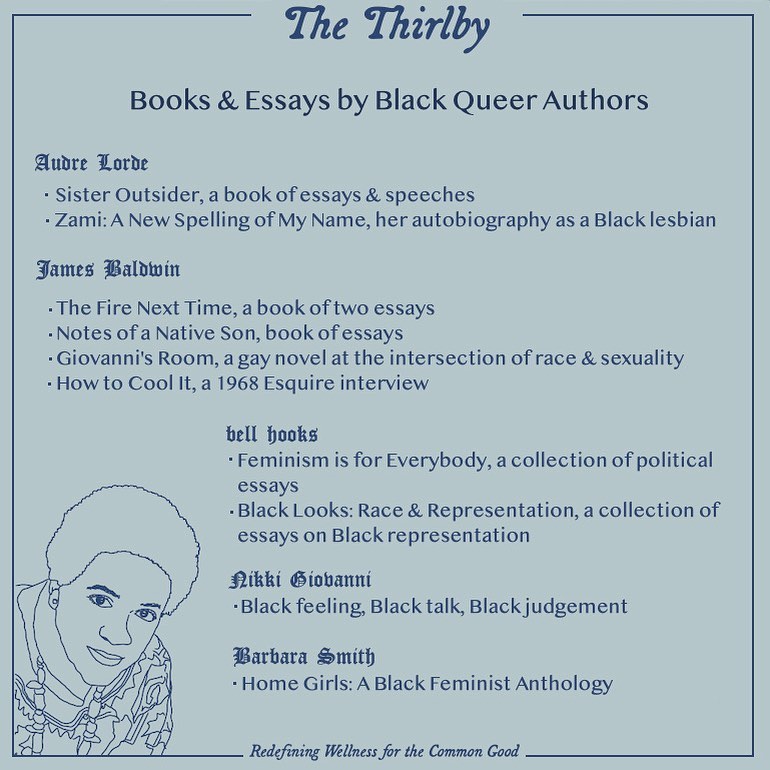 The Thirlby
Books & Essays by Black Queer Authors
Audre Lorde
· Sister Outsider, a book of essays & speeches
· Zami: A New Spelling of My Name, her autobiography as a Black lesbian
James Baldwin
· The Fire Next Time, a book of two essays
· Notes of a Native Son, book of essays
· Giovanni's Room, a gay novel at the intersection of race & sexuality
· How to Cool It, a 1968 Esquire interview
bell hooks
· Feminism is for Everybody, a collection of political
essays
· Black Looks: Race & Representation, a collection of
essays on Black representation
Nikki Giovanni
· Black feeling, Black talk, Black judgement
Barbara Smith
· Home Girls: A Black Feminist Anthology
Redefining Wellness for the Common Good